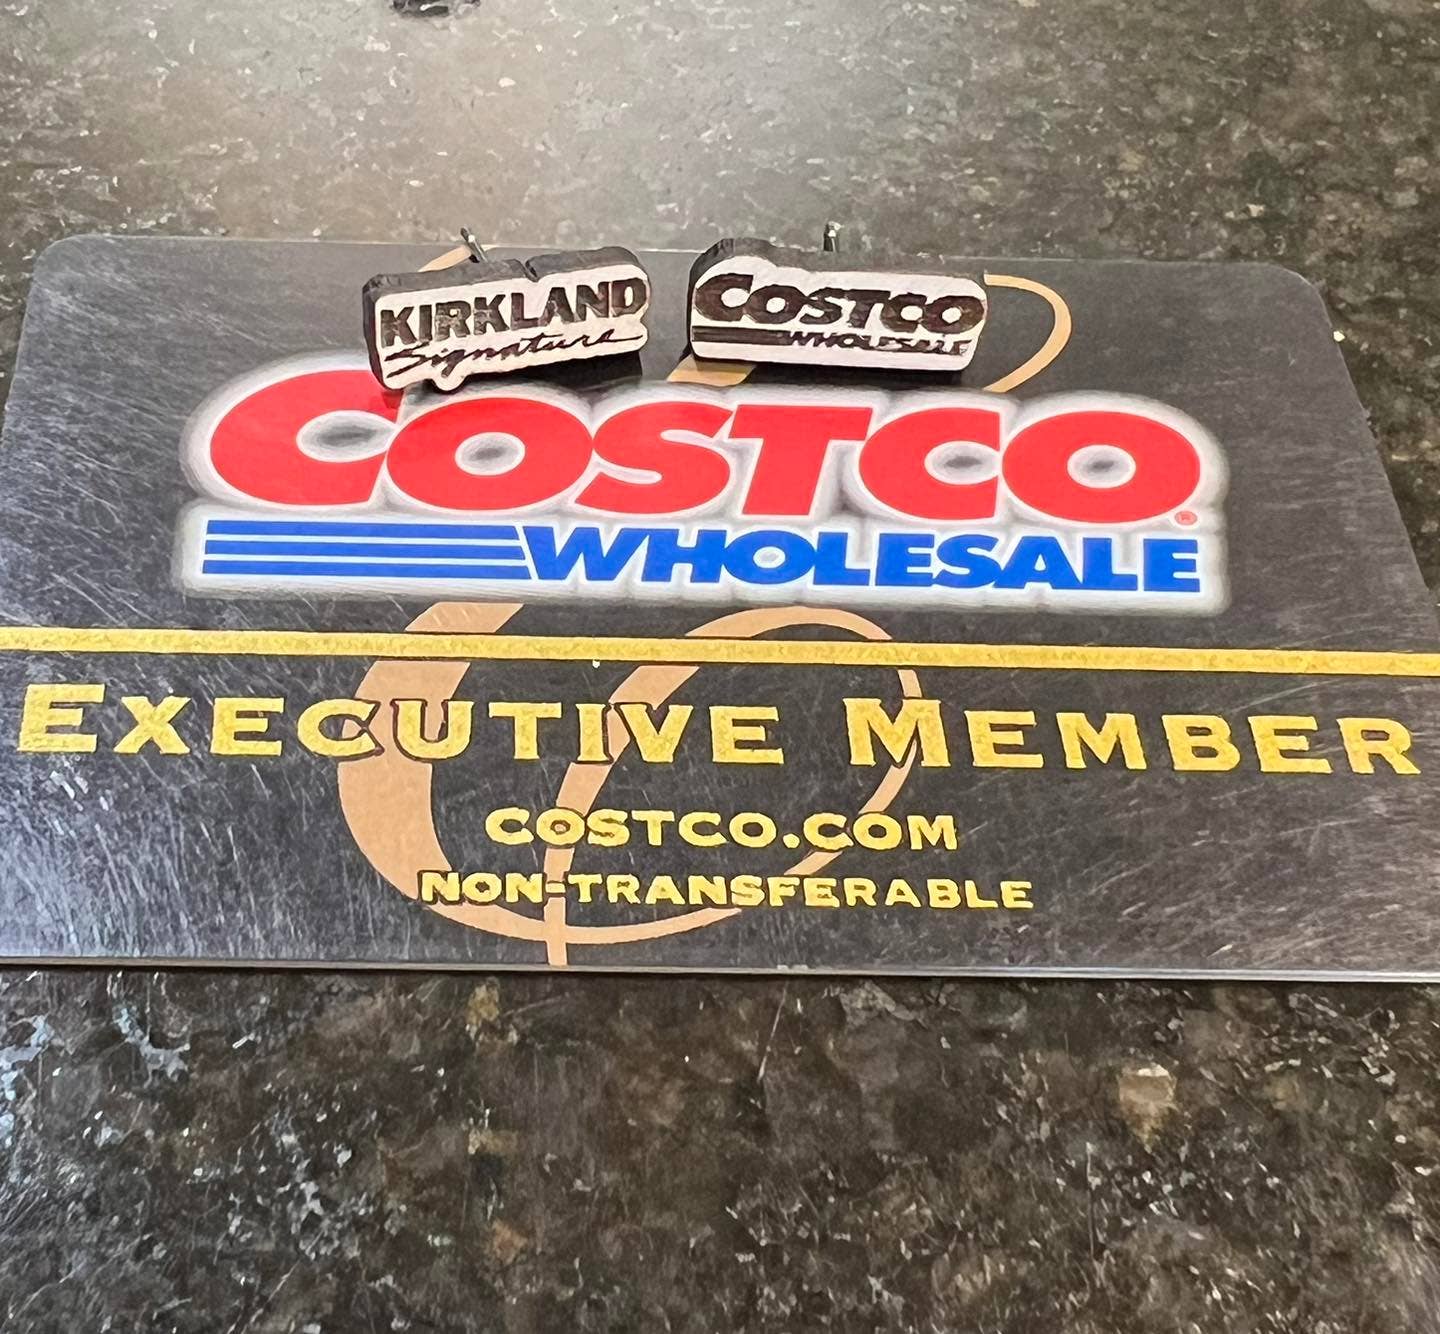 KIRKLAND
Signature
COSTCO
WHOLESALE
COSTCO®
WHOLESALE
EXECUTIVE MEMBER
COSTCO.COM
NON-TRANSFERABLE